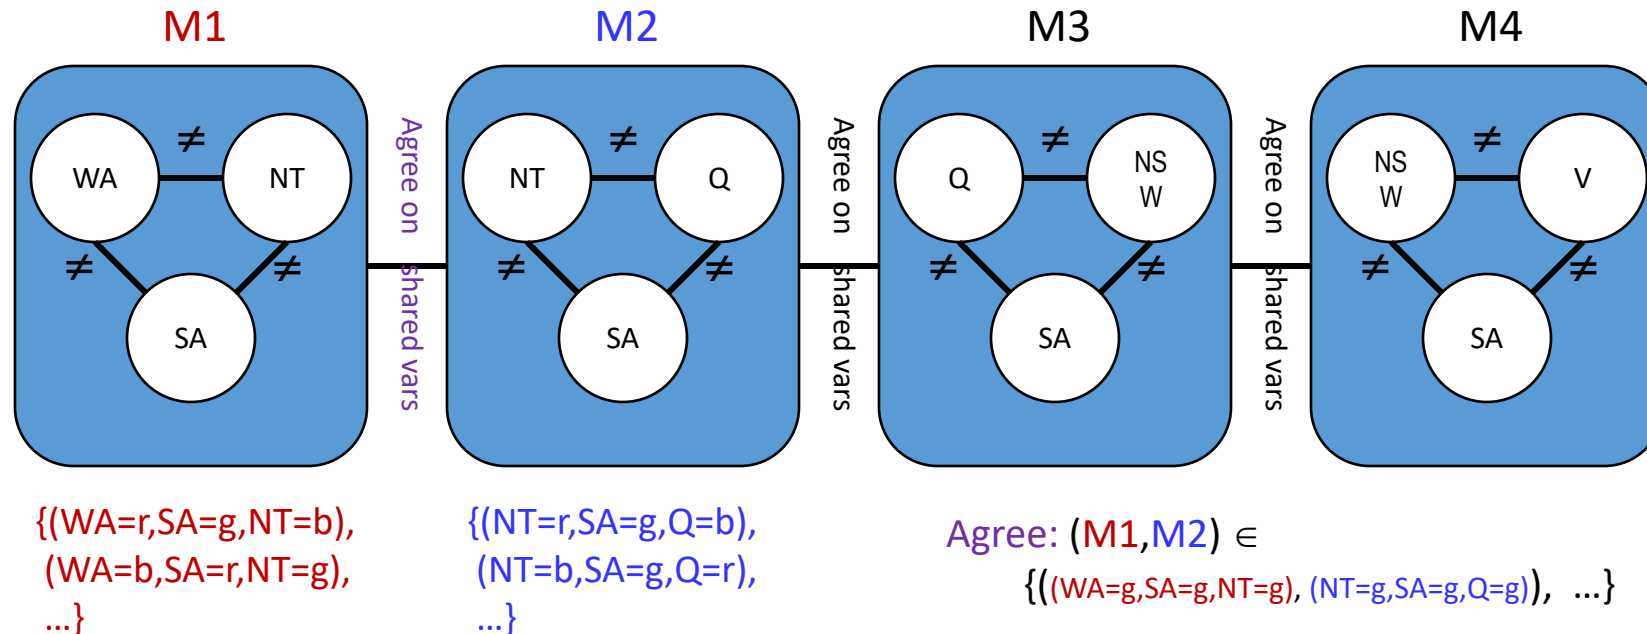 M1
M2
M3
M4
WA
≠
NT
≠
≠
SA
Agree on
shared vars
NT
≠
Q
≠
≠
SA
Agree on
shared vars
Q
≠
NS
W
≠
≠
SA
Agree on
shared vars
NS
W
≠
V
≠
≠
SA
{(WA=r,SA=g,NT=b),
(WA=b,SA=r,NT=g),
...}
{(NT=r,SA=g,Q=b),
(NT=b,SA=g,Q=r),
...}
Agree: (M1,M2) ∈
{((WA=g,SA=g,NT=g), (NT=g,SA=g,Q=g)), ...}